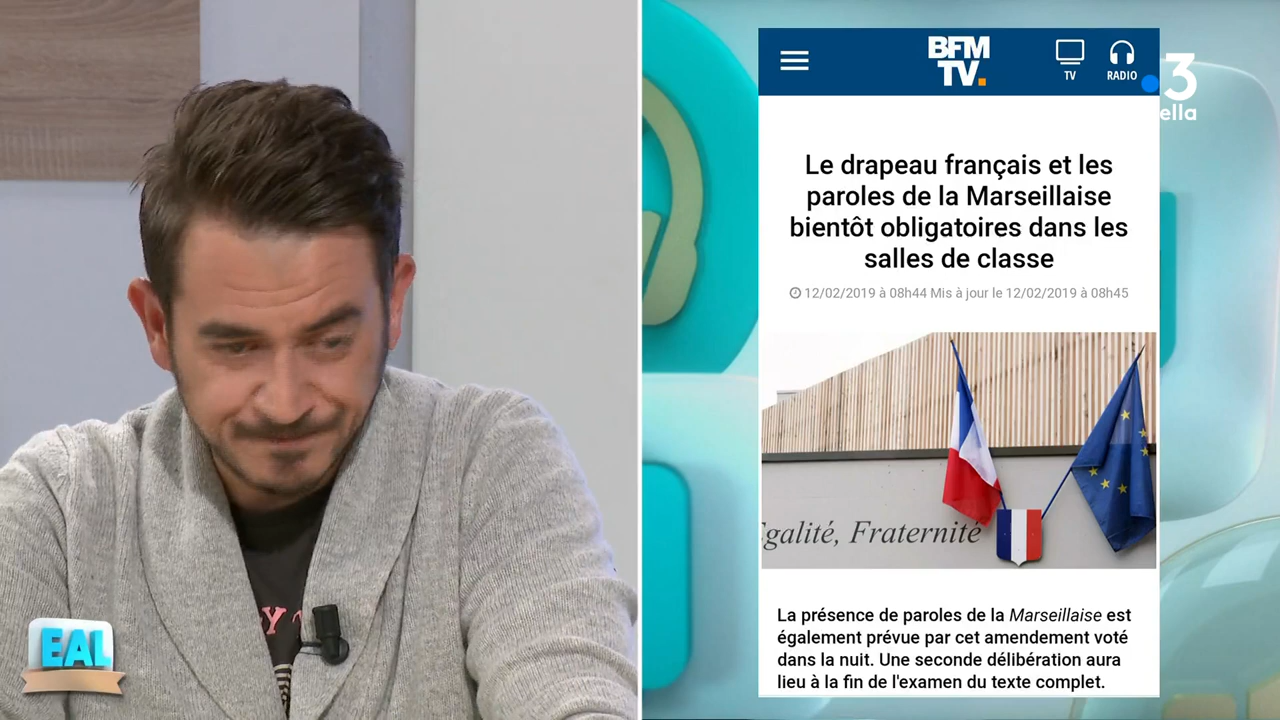 BFM
TV.
TV
RADIO
3
ella
Le drapeau français et les
paroles de la Marseillaise
bientôt obligatoires dans les
salles de classe
12/02/2019 à 08h44 Mis à jour le 12/02/2019 à 08h45
Egalité, Fraternité
La présence de paroles de la Marseillaise est
également prévue par cet amendement voté
dans la nuit. Une seconde délibération aura
lieu à la fin de l'examen du texte complet.
EAL